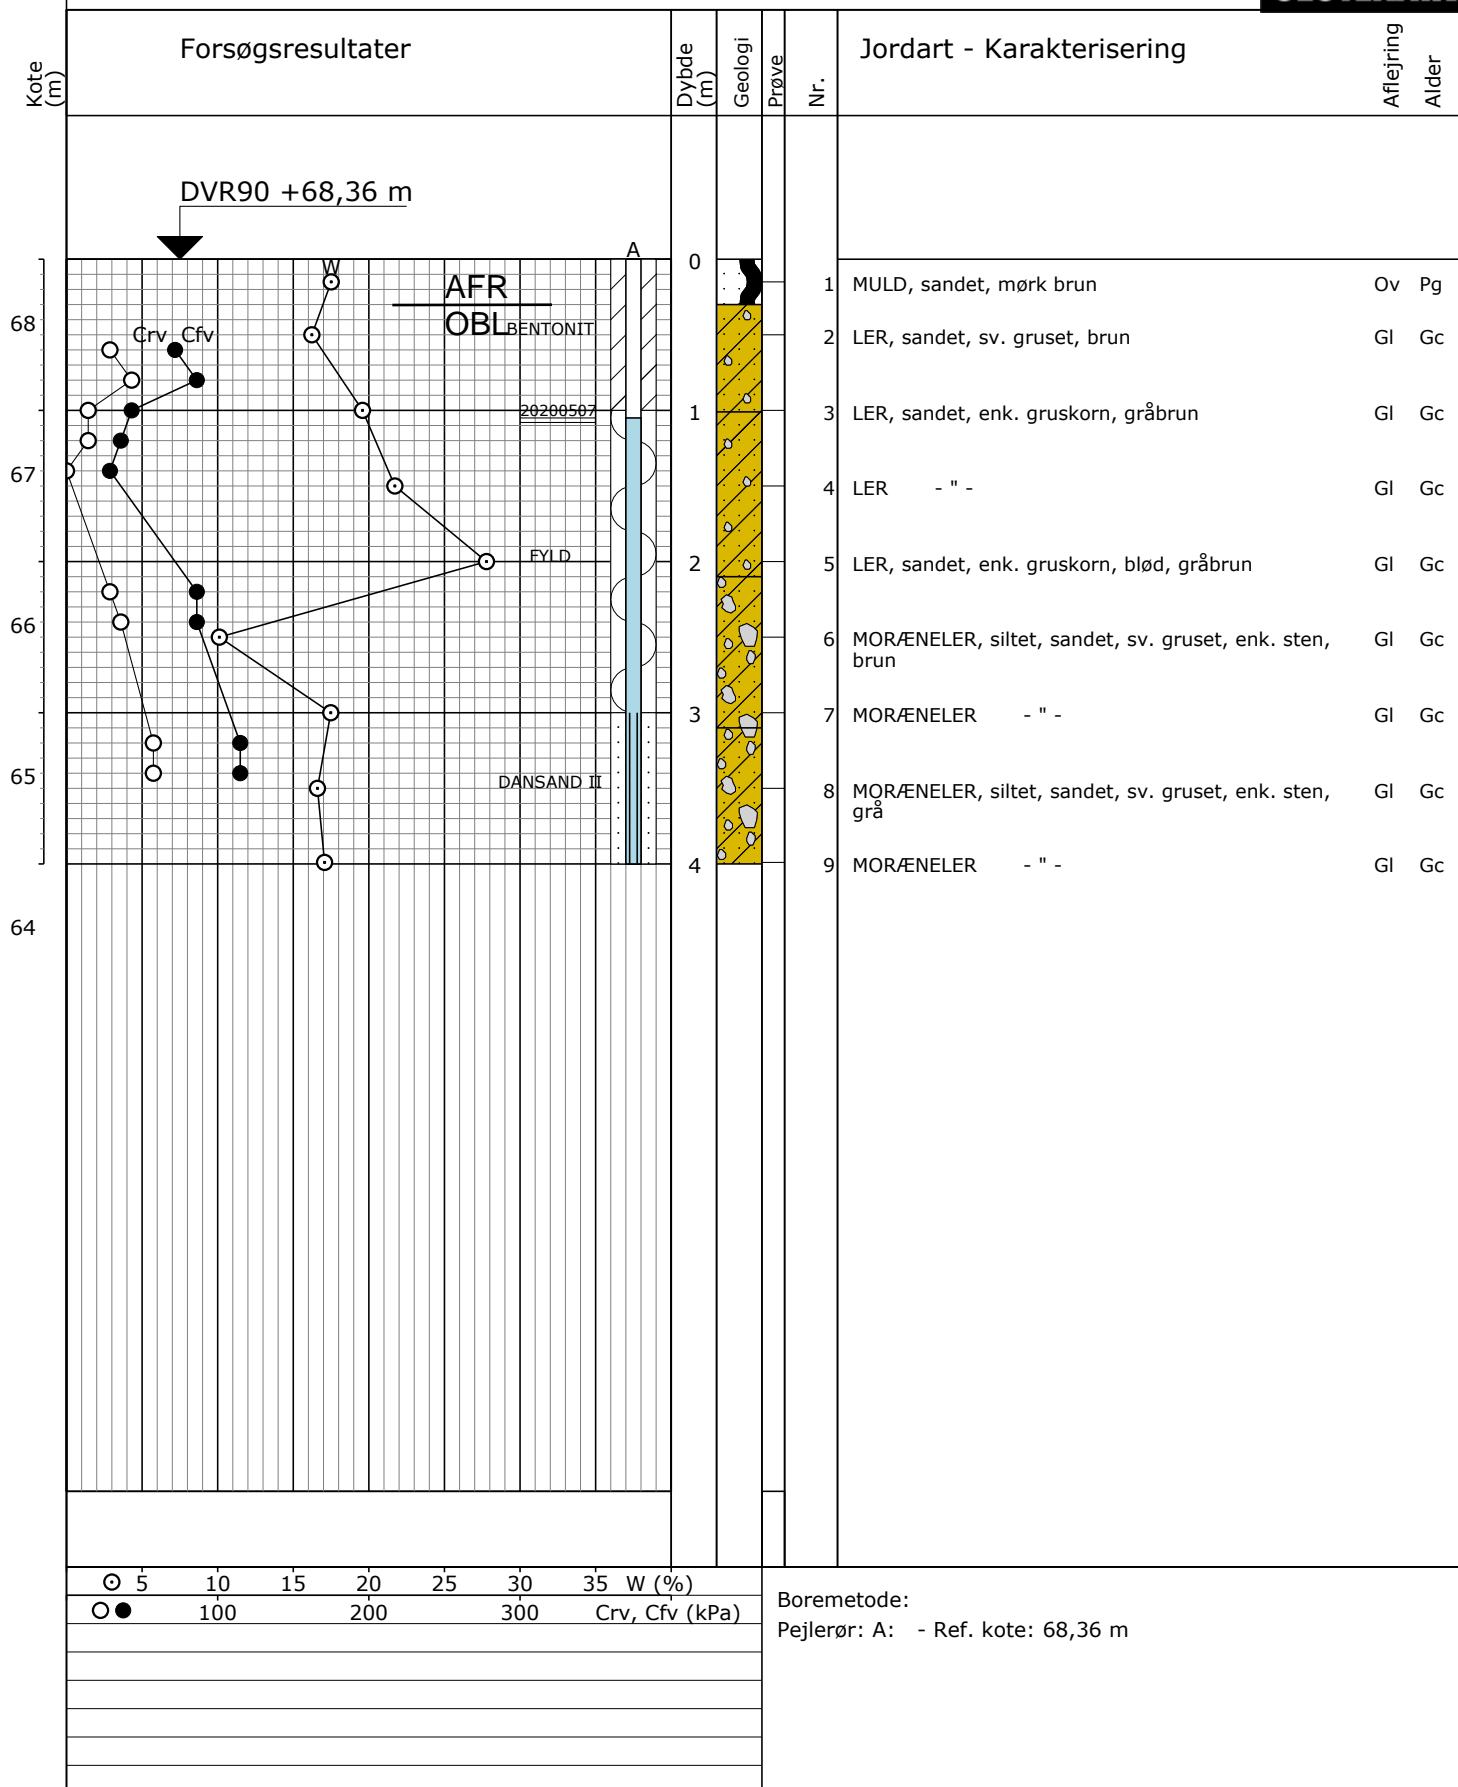 Forsøgsresultater
Kote (m)
Dybde (m)
Geologi
Prøve
Nr.
Jordart - Karakterisering
Aflejring
Alder
DVR90 +68,36 m
A
W
0
AFR
1 MULD, sandet, mørk brun Ov Pg
68
OBL
BENTONIT
Crv Cfv
2 LER, sandet, sv. gruset, brun Gl Gc
20200507
1
3 LER, sandet, enk. gruskorn, gråbrun Gl Gc
67
4 LER - " - Gl Gc
FYLD
2
5 LER, sandet, enk. gruskorn, blød, gråbrun Gl Gc
66
6 MORÆNELER, siltet, sandet, sv. gruset, enk. sten, Gl Gc
brun
3
7 MORÆNELER - " - Gl Gc
65
DANSAND II
8 MORÆNELER, siltet, sandet, sv. gruset, enk. sten, Gl Gc
grå
4
9 MORÆNELER - " - Gl Gc
64
5 10 15 20 25 30 35 W (%)
100 200 300 Crv, Cfv (kPa)
Boremetode:
Pejlerør: A: - Ref. kote: 68,36 m